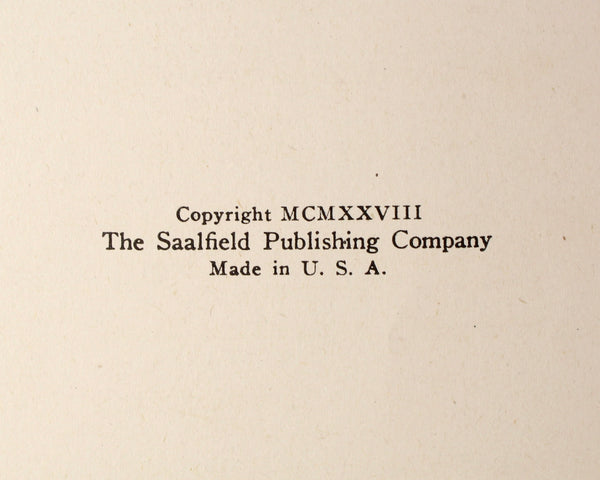 Copyright MCMXXVIII
The Saalfield Publishing Company
Made in U. S. A.